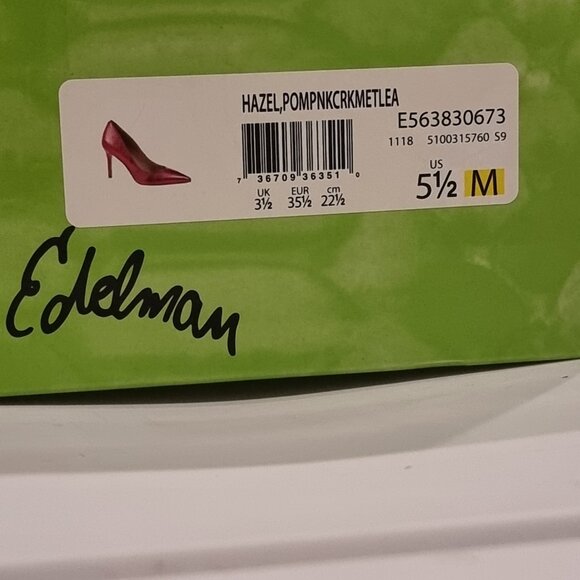 HAZEL,POMPNKCRKMETLEA
E563830673
1118 5100315760 S9
7 36709 36351 0
UK EUR cm
3½ 35½ 22½
US
5½ M
Edelman